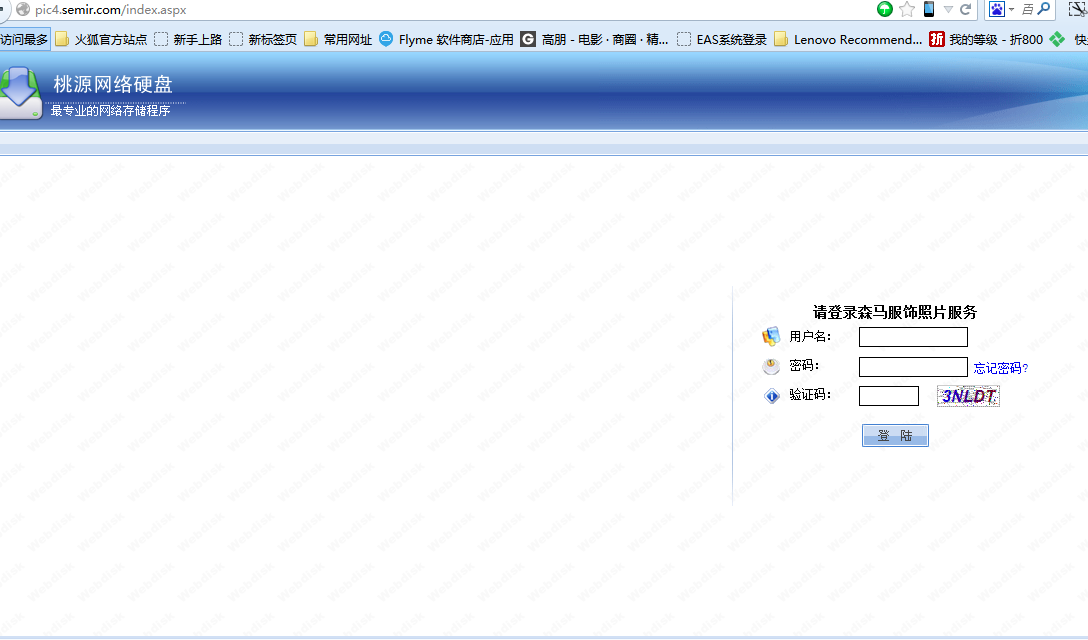 pic4.semir.com/index.aspx 百
访问最多 火狐官方站点 新手上路 新标签页 常用网址 Flyme 软件商店-应用 G 高朋 - 电影 · 商圈 · 精... EAS系统登录 Lenovo Recommend... 折 我的等级 - 折800 快
桃源网络硬盘
最专业的网络存储程序
请登录森马服饰照片服务
用户名：
密码： 忘记密码?
验证码： 3NLDT
登 陆
Webdisk